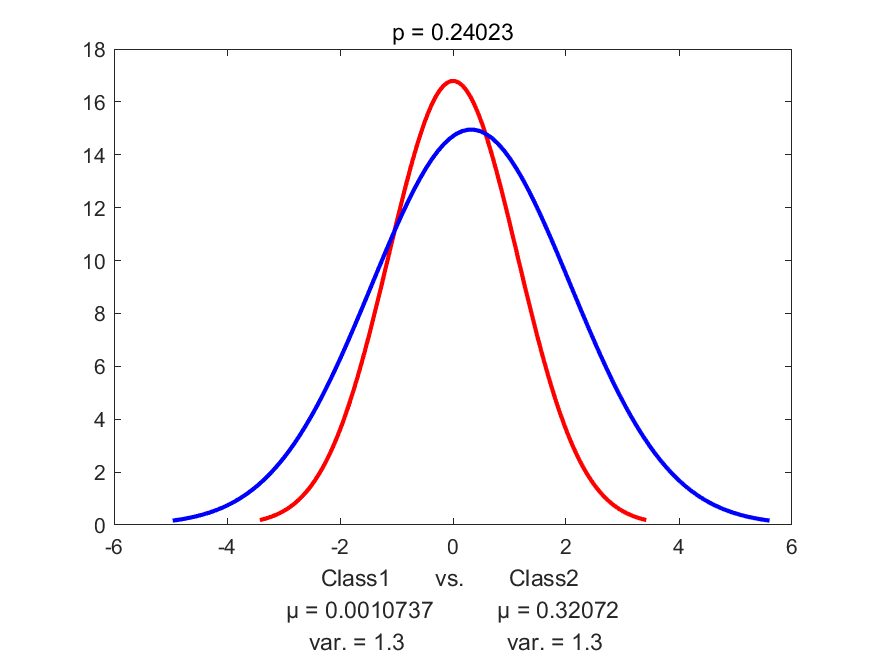 p = 0.24023
18
16
14
12
10
8
6
4
2
0
-6 -4 -2 0 2 4 6
Class1 vs. Class2
μ = 0.0010737 μ = 0.32072
var. = 1.3 var. = 1.3